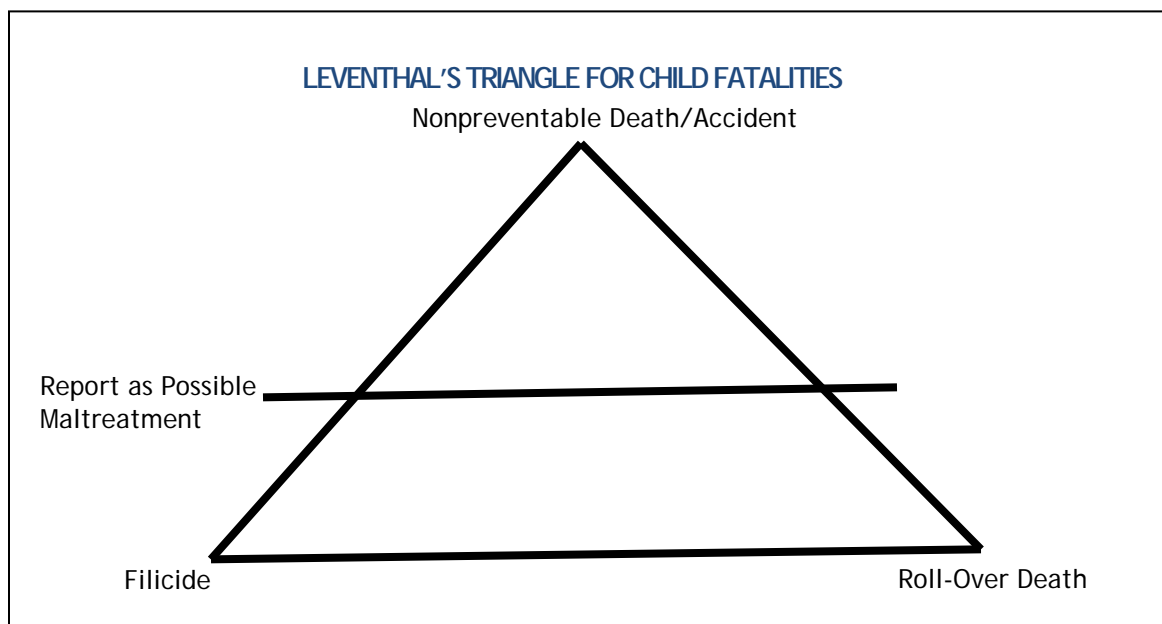 LEVENTHAL'S TRIANGLE FOR CHILD FATALITIES
Nonpreventable Death/Accident
Report as Possible
Maltreatment
Filicide
Roll-Over Death